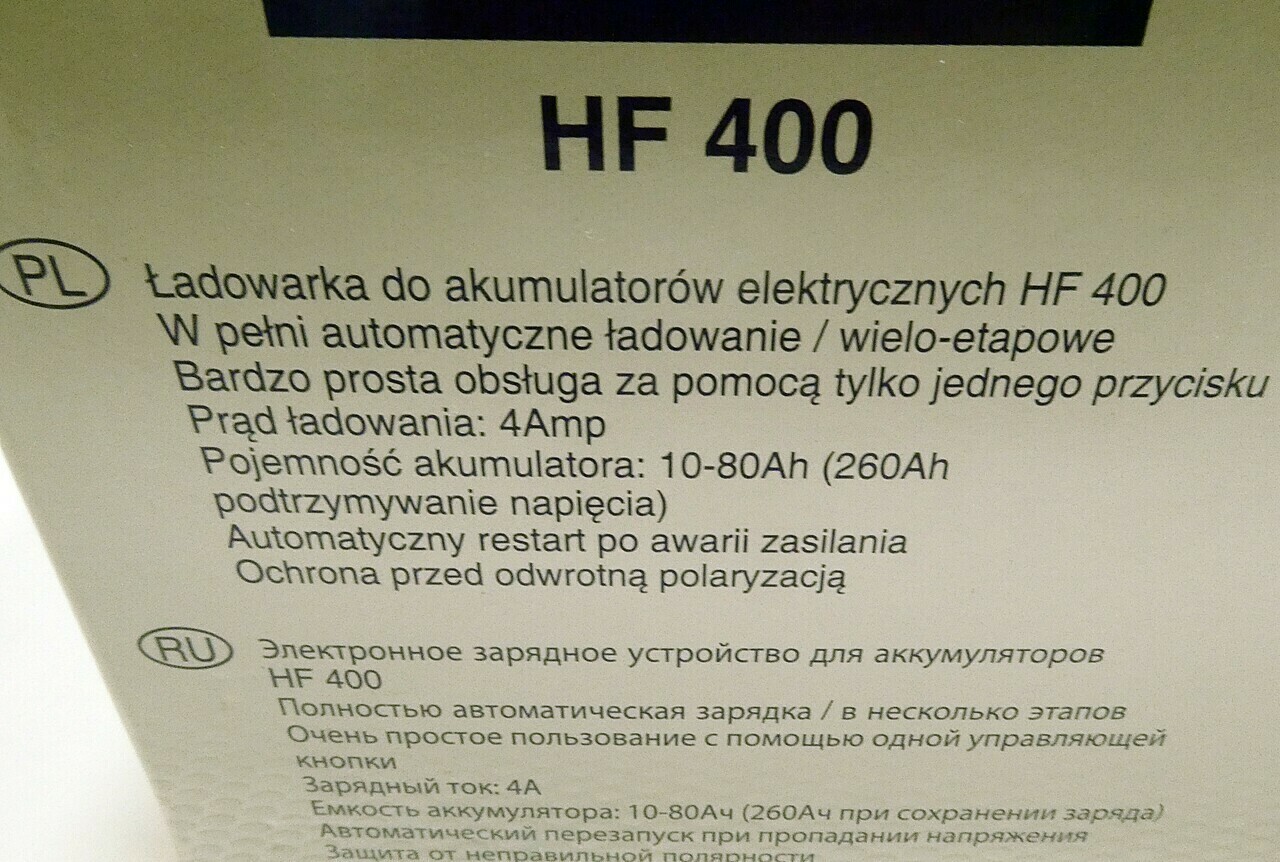 HF 400
PL Ładowarka do akumulatorów elektrycznych HF 400
W pełni automatyczne ładowanie / wielo-etapowe
Bardzo prosta obsługa za pomocą tylko jednego przycisku
Prąd ładowania: 4Amp
Pojemność akumulatora: 10-80Ah (260Ah
podtrzymywanie napięcia)
Automatyczny restart po awarii zasilania
Ochrona przed odwrotną polaryzacją
RU Электронное зарядное устройство для аккумуляторов
HF 400
Полностью автоматическая зарядка / в несколько этапов
Очень простое пользование с помощью одной управляющей
кнопки
Зарядный ток: 4А
Емкость аккумулятора: 10-80Ач (260Ач при сохранении заряда)
Автоматический перезапуск при пропадании напряжения
Защита от неправильной полярности